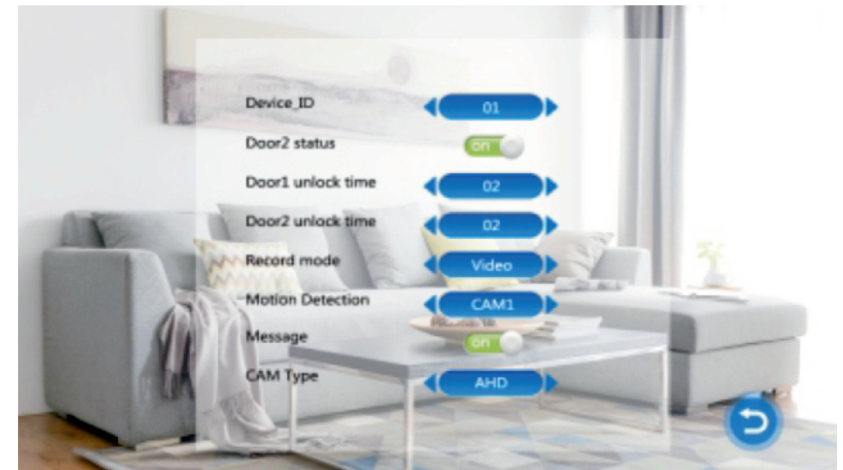 Device_ID 01
Door2 status on
Door1 unlock time 02
Door2 unlock time 02
Record mode Video
Motion Detection CAM1
Message on
CAM Type AHD